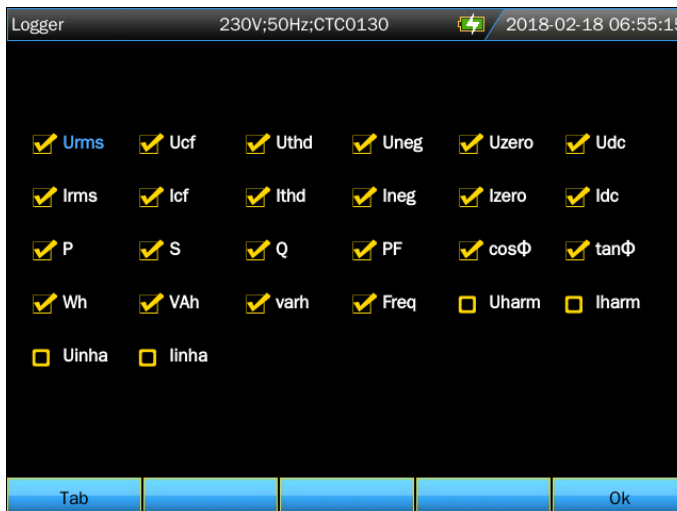 Logger 230V;50Hz;CTC0130 2018-02-18 06:55:15
Urms Ucf Uthd Uneg Uzero Udc
Irms Icf Ithd Ineg Izero Idc
P S Q PF cosΦ tanΦ
Wh VAh varh Freq Uharm Iharm
Uinha Iinha
Tab Ok